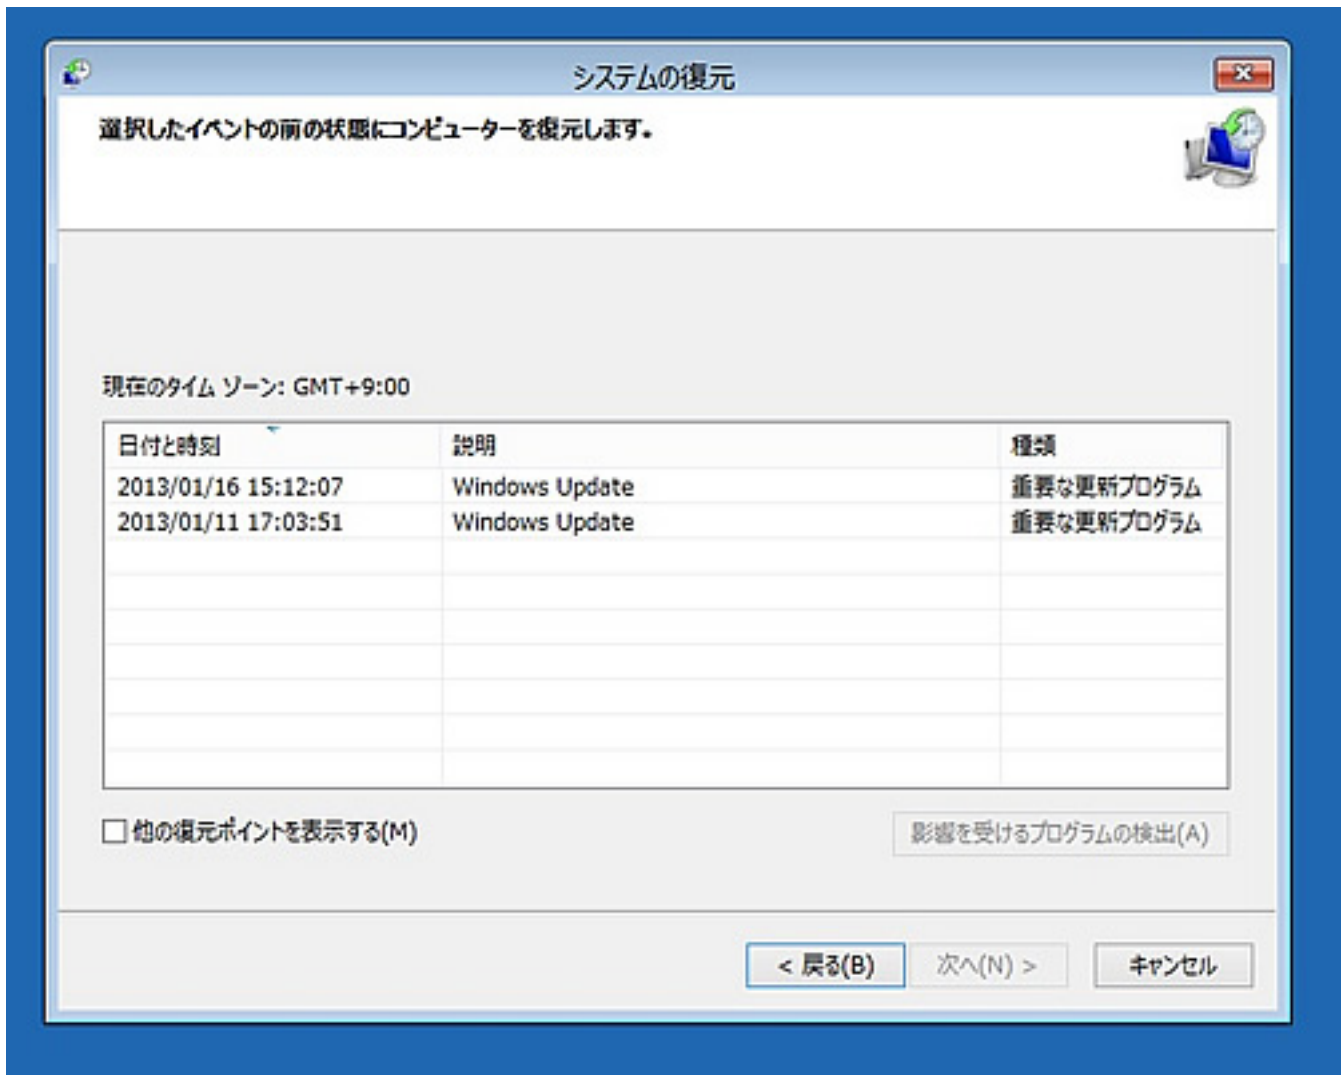 システムの復元
選択したイベントの前の状態にコンピューターを復元します。
現在のタイム ゾーン: GMT+9:00
日付と時刻 説明 種類
2013/01/16 15:12:07 Windows Update 重要な更新プログラム
2013/01/11 17:03:51 Windows Update 重要な更新プログラム
他の復元ポイントを表示する(M) 影響を受けるプログラムの検出(A)
< 戻る(B) 次へ(N) > キャンセル